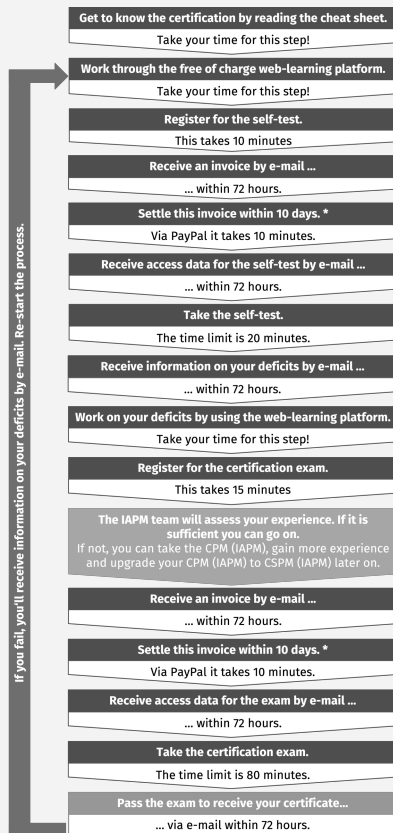 Get to know the certification by reading the cheat sheet.
Take your time for this step!
Work through the free of charge web-learning platform.
Take your time for this step!
Register for the self-test.
This takes 10 minutes
Receive an invoice by e-mail ...
... within 72 hours.
Settle this invoice within 10 days. *
Via PayPal it takes 10 minutes.
Receive access data for the self-test by e-mail ...
... within 72 hours.
Take the self-test.
The time limit is 20 minutes.
Receive information on your deficits by e-mail ...
... within 72 hours.
Work on your deficits by using the web-learning platform.
Take your time for this step!
Register for the certification exam.
This takes 15 minutes
The IAPM team will assess your experience. If it is
sufficient you can go on.
If not, you can take the CPM (IAPM), gain more experience
and upgrade your CPM (IAPM) to CSPM (IAPM) later on.
Receive an invoice by e-mail ...
... within 72 hours.
Settle this invoice within 10 days. *
Via PayPal it takes 10 minutes.
Receive access data for the exam by e-mail ...
... within 72 hours.
Take the certification exam.
The time limit is 80 minutes.
Pass the exam to receive your certificate...
... via e-mail within 72 hours.
If you fail, you'll receive information on your deficits by e-mail. Re-start the process.